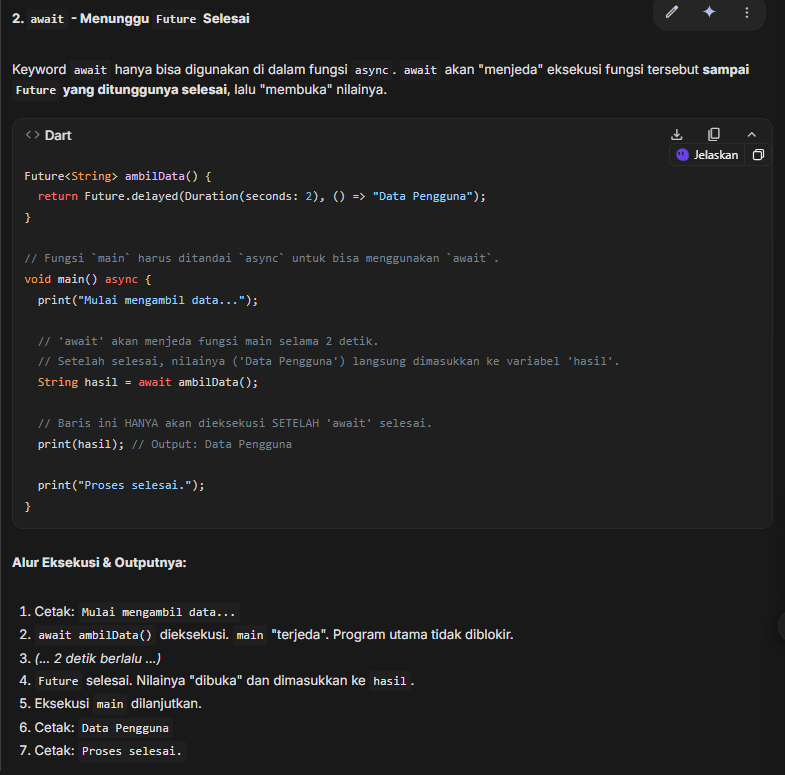 2. await - Menunggu Future Selesai
Keyword await hanya bisa digunakan di dalam fungsi async. await akan "menjeda" eksekusi fungsi tersebut sampai
Future yang ditunggunya selesai, lalu "membuka" nilainya.
<> Dart
Jelaskan
Future<String> ambilData() {
  return Future.delayed(Duration(seconds: 2), () => "Data Pengguna");
}
// Fungsi `main` harus ditandai `async` untuk bisa menggunakan `await`.
void main() async {
  print("Mulai mengambil data...");
  // 'await' akan menjeda fungsi main selama 2 detik.
  // Setelah selesai, nilainya ('Data Pengguna') langsung dimasukkan ke variabel 'hasil'.
  String hasil = await ambilData();
  // Baris ini HANYA akan dieksekusi SETELAH 'await' selesai.
  print(hasil); // Output: Data Pengguna
  print("Proses selesai.");
}
Alur Eksekusi & Outputnya:
1. Cetak: Mulai mengambil data...
2. await ambilData() dieksekusi. main "terjeda". Program utama tidak diblokir.
3. (... 2 detik berlalu ...)
4. Future selesai. Nilainya "dibuka" dan dimasukkan ke hasil.
5. Eksekusi main dilanjutkan.
6. Cetak: Data Pengguna
7. Cetak: Proses selesai.